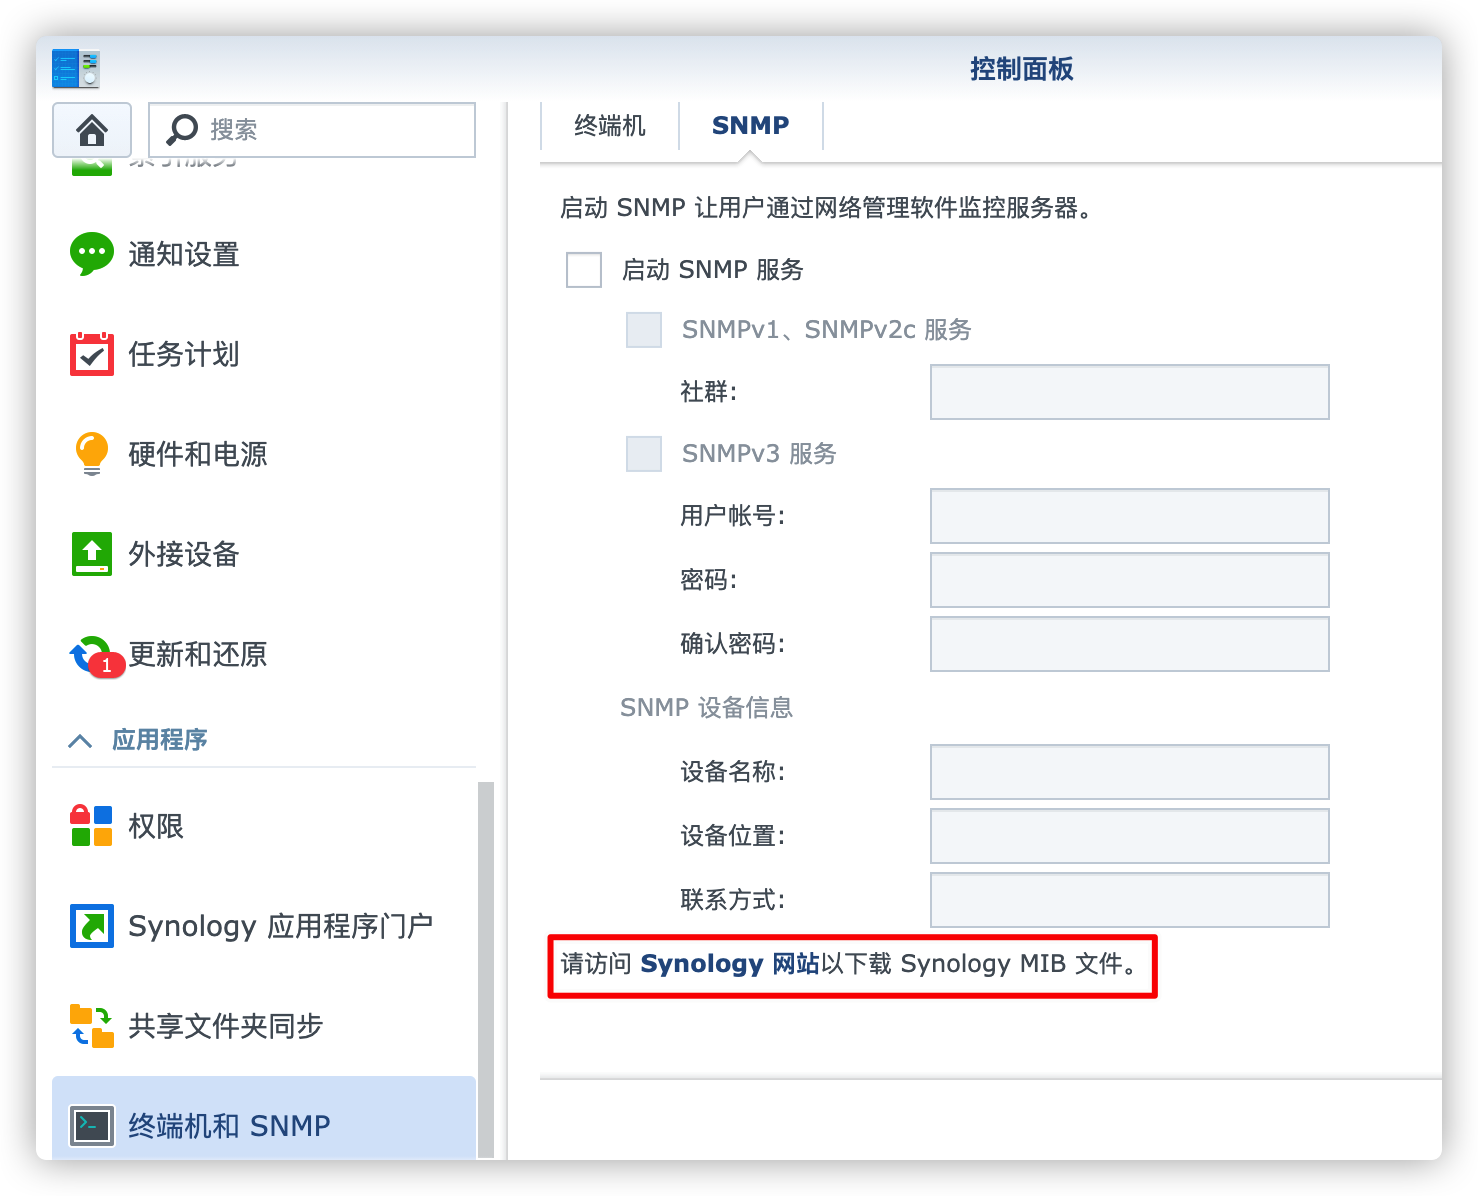 控制面板
搜索
索引服务
通知设置
任务计划
硬件和电源
外接设备
1
更新和还原
应用程序
权限
Synology 应用程序门户
共享文件夹同步
终端机和 SNMP
终端机
SNMP
启动 SNMP 让用户通过网络管理软件监控服务器。
启动 SNMP 服务
SNMPv1、SNMPv2c 服务
社群:
SNMPv3 服务
用户帐号:
密码:
确认密码:
SNMP 设备信息
设备名称:
设备位置:
联系方式:
请访问 Synology 网站以下载 Synology MIB 文件。